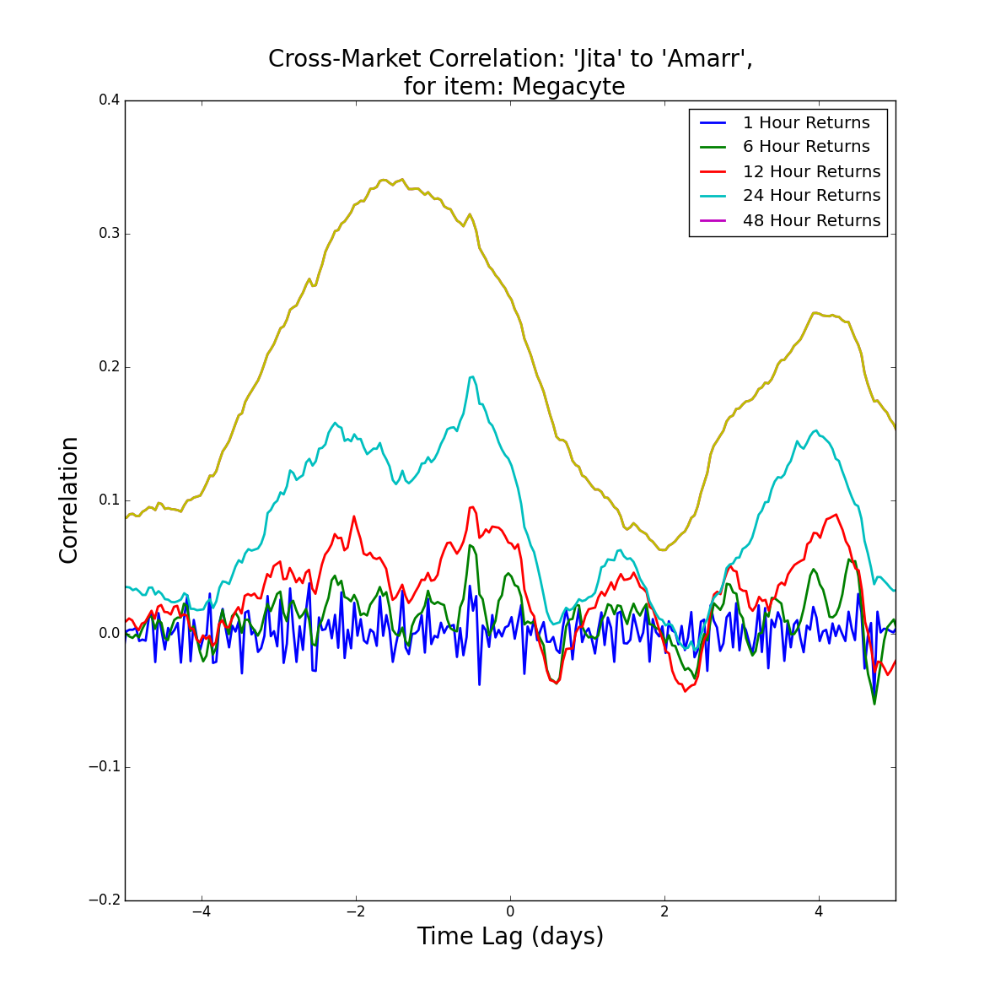 Cross-Market Correlation: 'Jita' to 'Amarr',
for item: Megacyte
0.4
0.3
0.2
0.1
0.0
−0.1
−0.2
Correlation
1 Hour Returns
6 Hour Returns
12 Hour Returns
24 Hour Returns
48 Hour Returns
−4
−2
0
2
4
Time Lag (days)